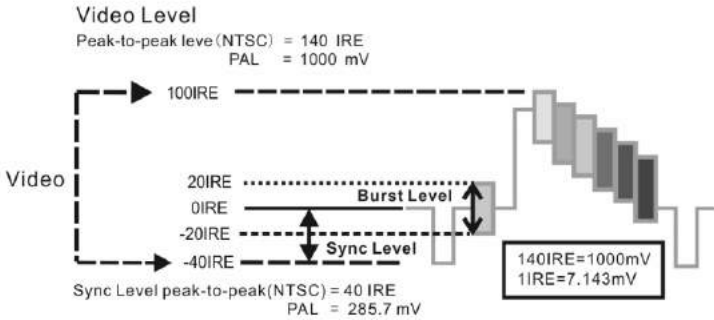 Video Level
Peak-to-peak leve(NTSC) = 140 IRE
PAL = 1000 mV
100IRE
Video
20IRE
Burst Level
0IRE
-20IRE
Sync Level
-40IRE
140IRE=1000mV
1IRE=7.143mV
Sync Level peak-to-peak(NTSC) = 40 IRE
PAL = 285.7 mV